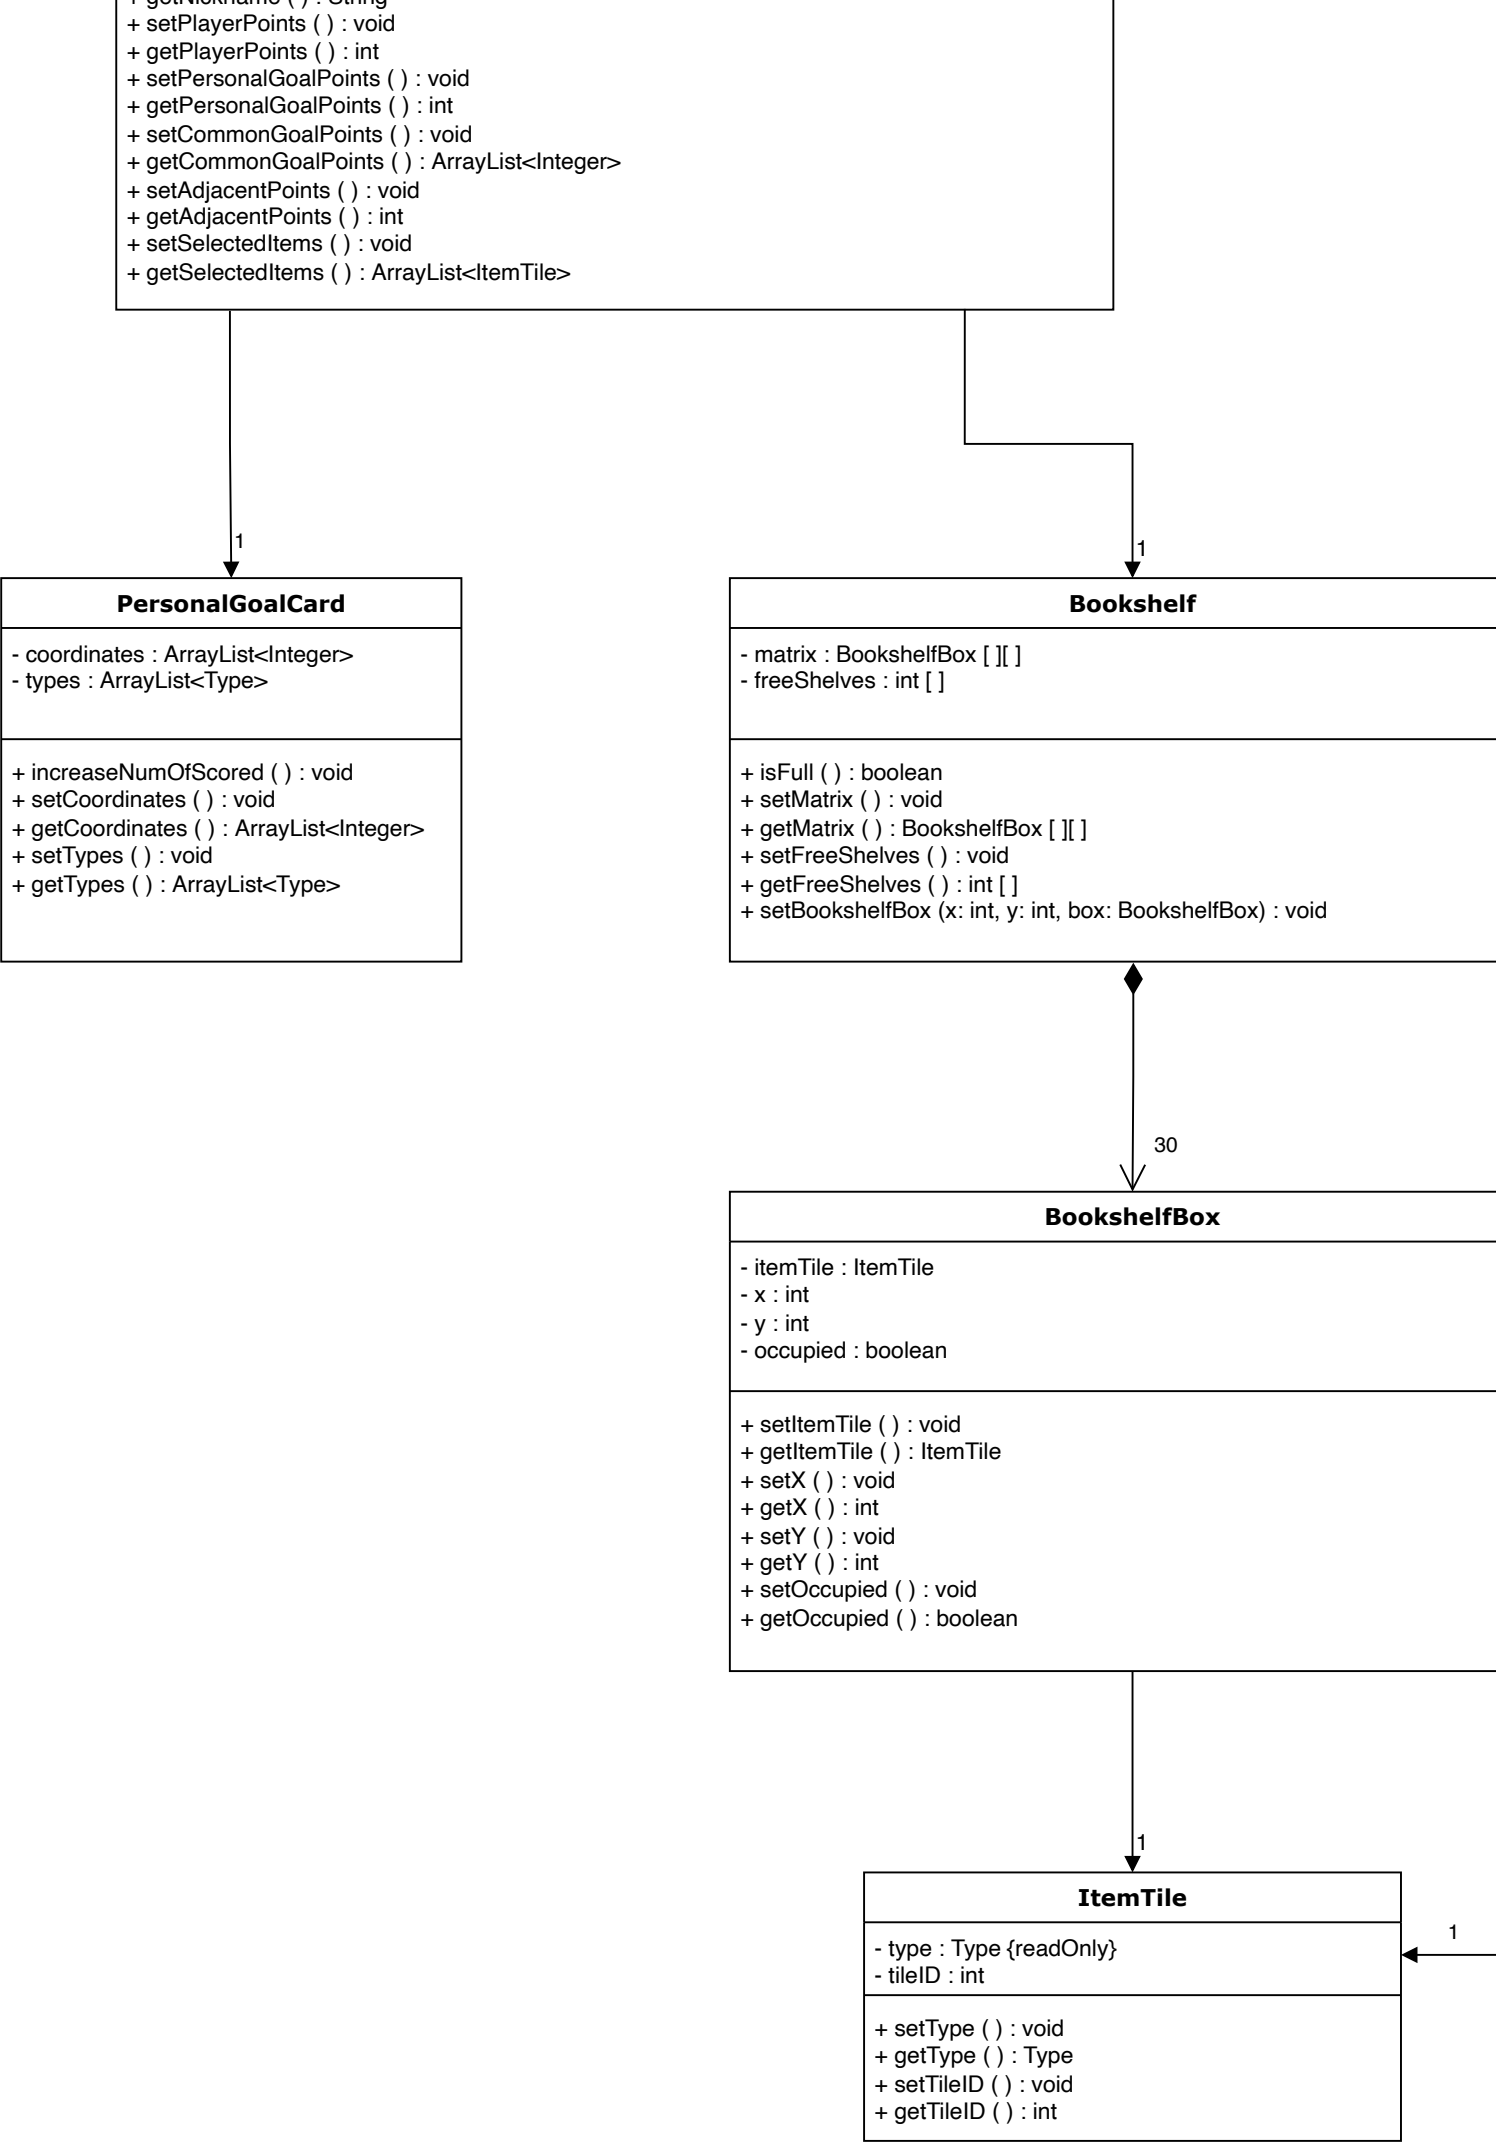 + getNickname ( ) : String
+ setPlayerPoints ( ) : void
+ getPlayerPoints ( ) : int
+ setPersonalGoalPoints ( ) : void
+ getPersonalGoalPoints ( ) : int
+ setCommonGoalPoints ( ) : void
+ getCommonGoalPoints ( ) : ArrayList<Integer>
+ setAdjacentPoints ( ) : void
+ getAdjacentPoints ( ) : int
+ setSelectedItems ( ) : void
+ getSelectedItems ( ) : ArrayList<ItemTile>
1
1
PersonalGoalCard
- coordinates : ArrayList<Integer>
- types : ArrayList<Type>
+ increaseNumOfScored ( ) : void
+ setCoordinates ( ) : void
+ getCoordinates ( ) : ArrayList<Integer>
+ setTypes ( ) : void
+ getTypes ( ) : ArrayList<Type>
Bookshelf
- matrix : BookshelfBox [ ][ ]
- freeShelves : int [ ]
+ isFull ( ) : boolean
+ setMatrix ( ) : void
+ getMatrix ( ) : BookshelfBox [ ][ ]
+ setFreeShelves ( ) : void
+ getFreeShelves ( ) : int [ ]
+ setBookshelfBox (x: int, y: int, box: BookshelfBox) : void
30
BookshelfBox
- itemTile : ItemTile
- x : int
- y : int
- occupied : boolean
+ setItemTile ( ) : void
+ getItemTile ( ) : ItemTile
+ setX ( ) : void
+ getX ( ) : int
+ setY ( ) : void
+ getY ( ) : int
+ setOccupied ( ) : void
+ getOccupied ( ) : boolean
1
ItemTile
- type : Type {readOnly}
- tileID : int
+ setType ( ) : void
+ getType ( ) : Type
+ setTileID ( ) : void
+ getTileID ( ) : int
1